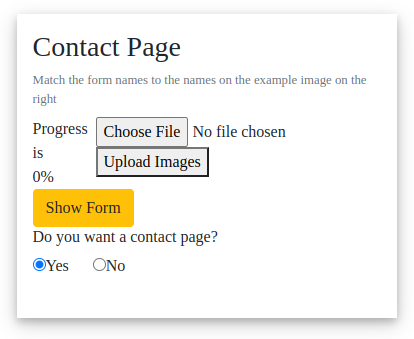 Contact Page
Match the form names to the names on the example image on the
right
Progress
is
0%
Choose File No file chosen
Upload Images
Show Form
Do you want a contact page?
Yes No